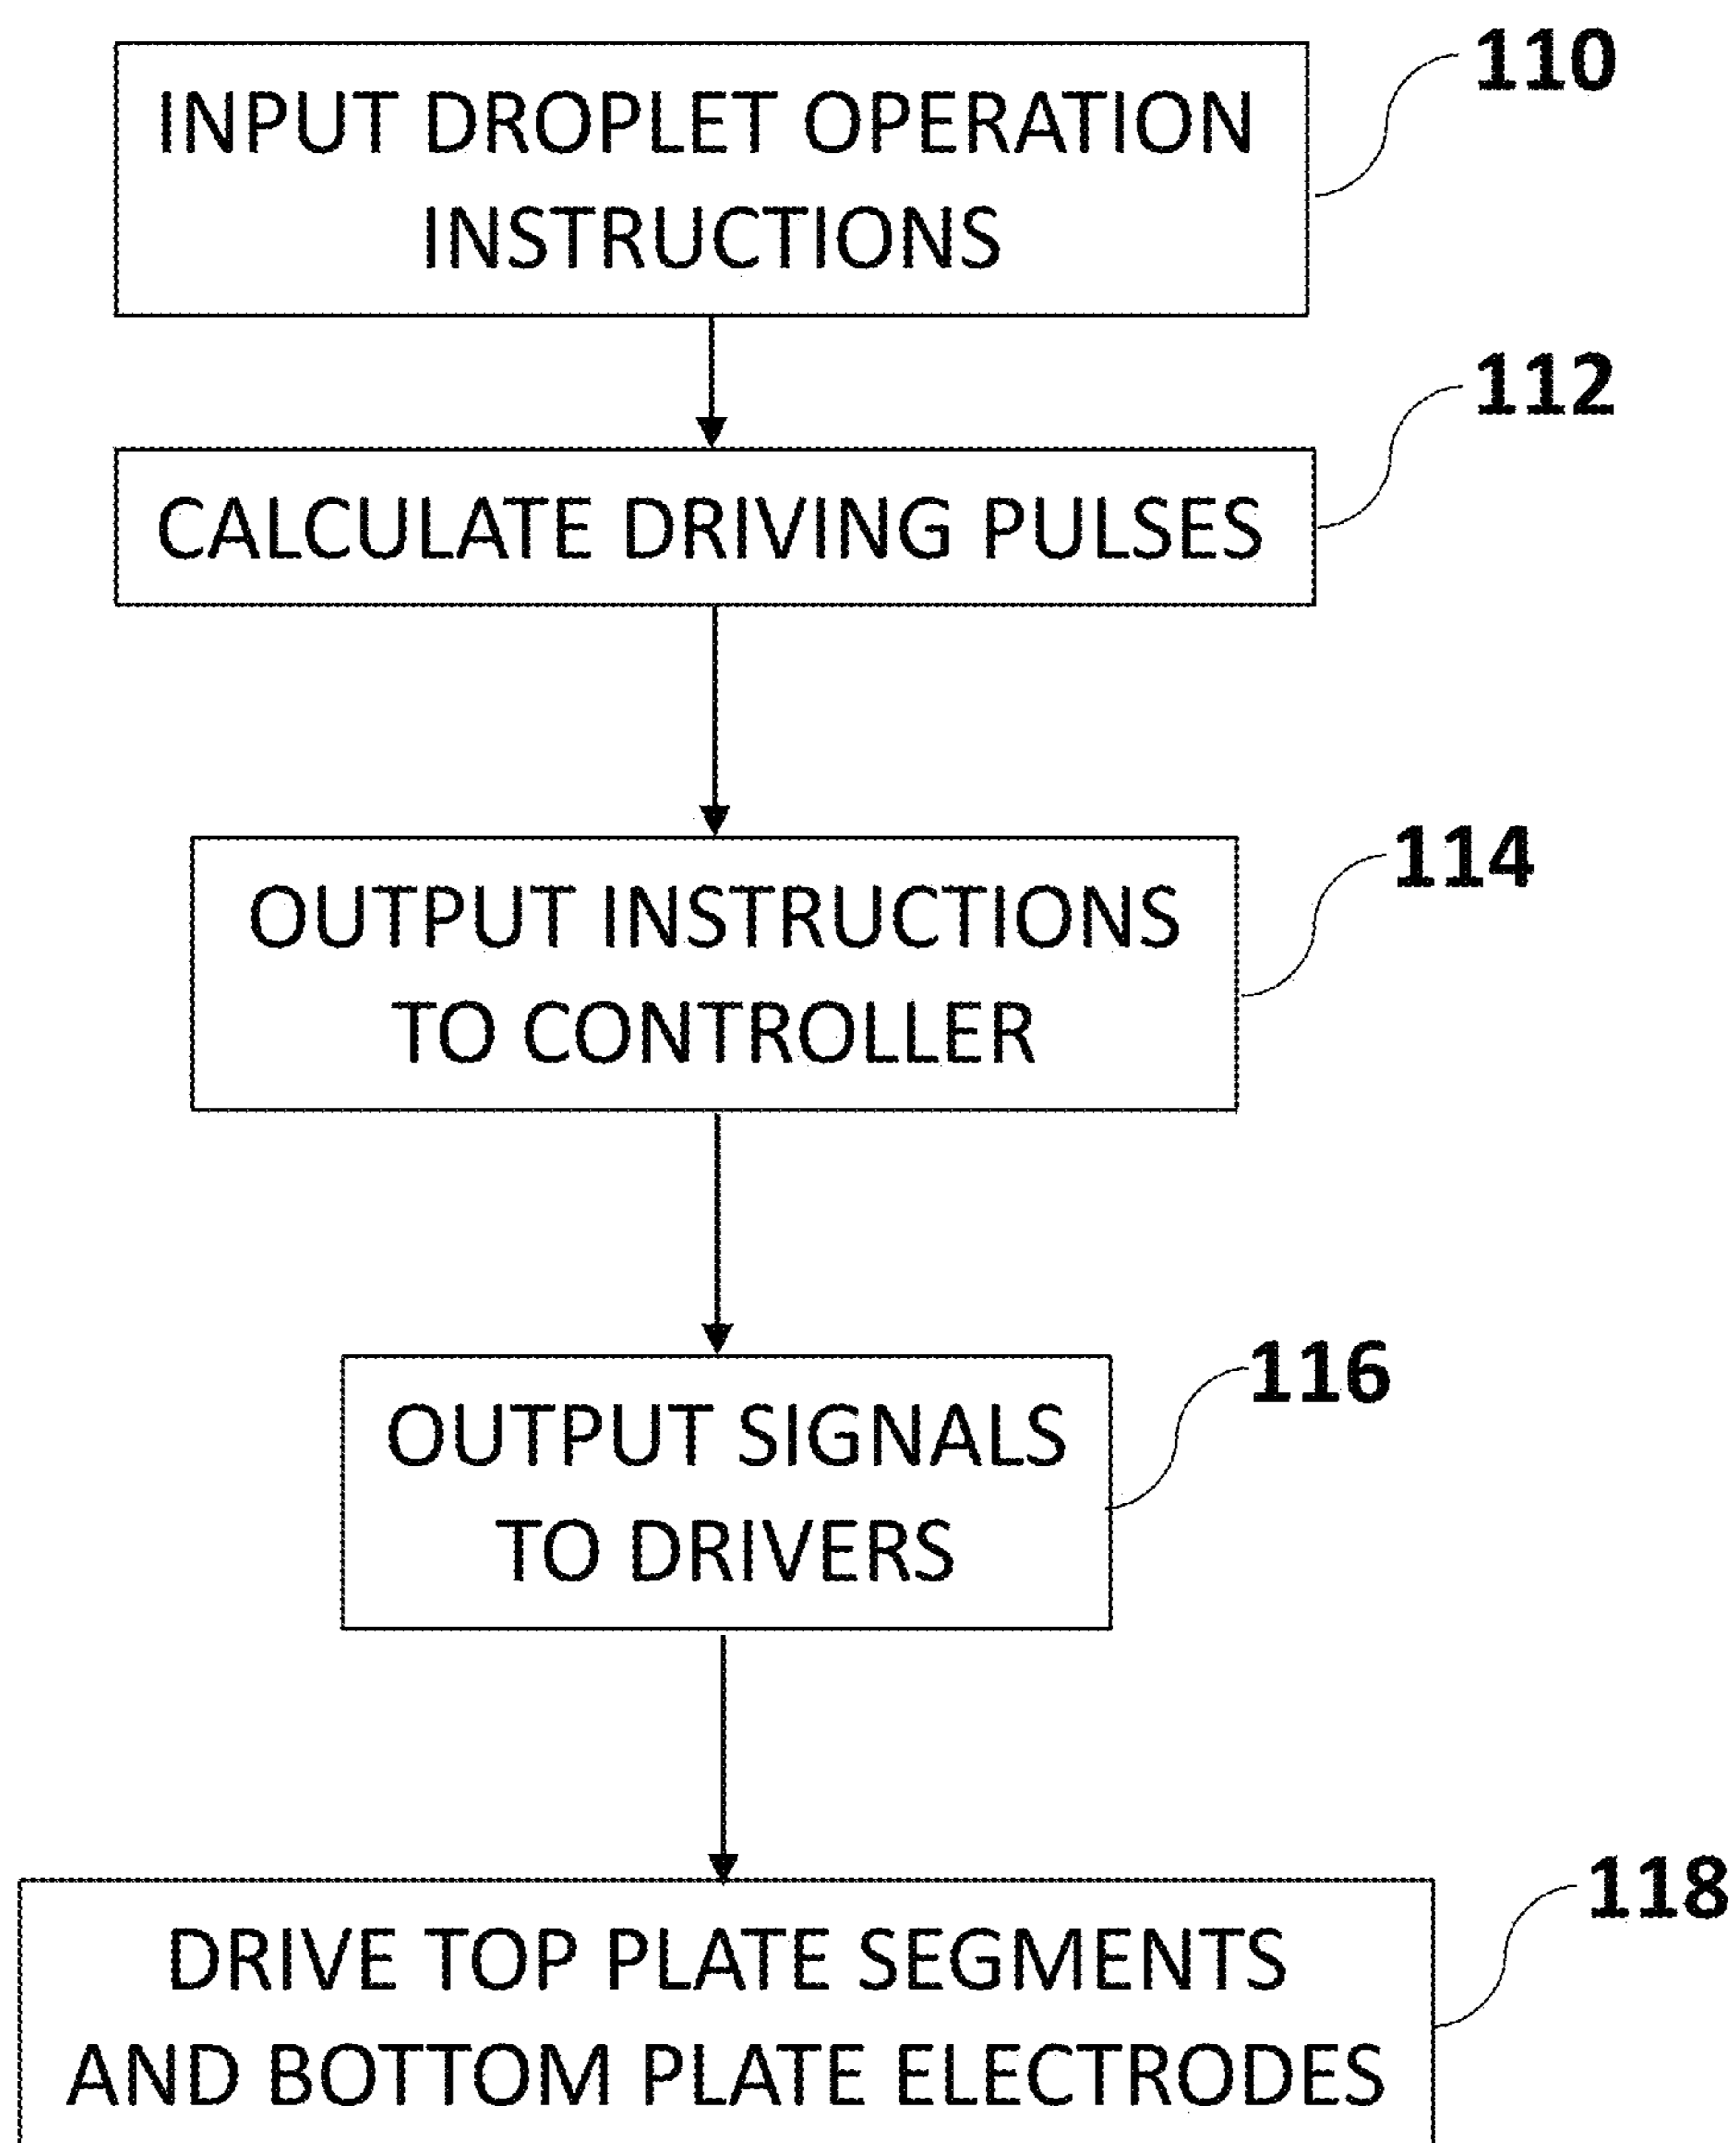 110
INPUT DROPLET OPERATION
INSTRUCTIONS
112
CALCULATE DRIVING PULSES
114
OUTPUT INSTRUCTIONS
TO CONTROLLER
116
OUTPUT SIGNALS
TO DRIVERS
118
DRIVE TOP PLATE SEGMENTS
AND BOTTOM PLATE ELECTRODES